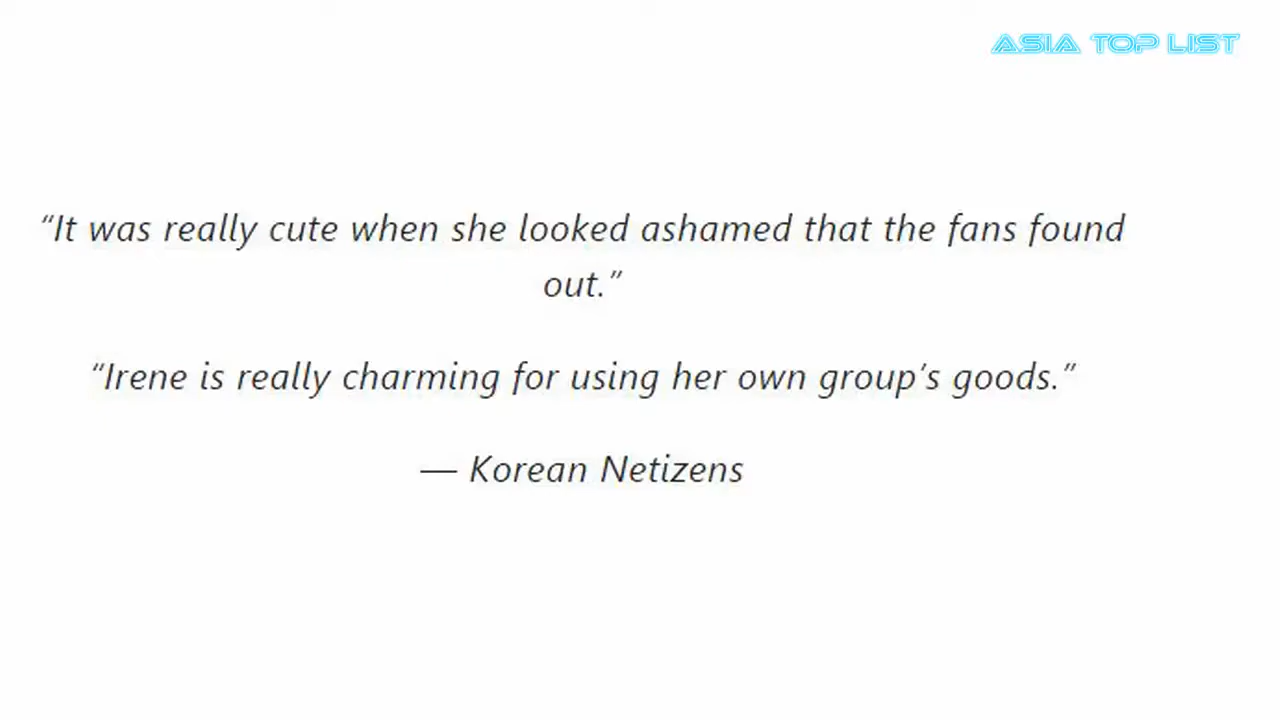 ASIA TOP LIST
“It was really cute when she looked ashamed that the fans found
out.”
“Irene is really charming for using her own group’s goods.”
— Korean Netizens